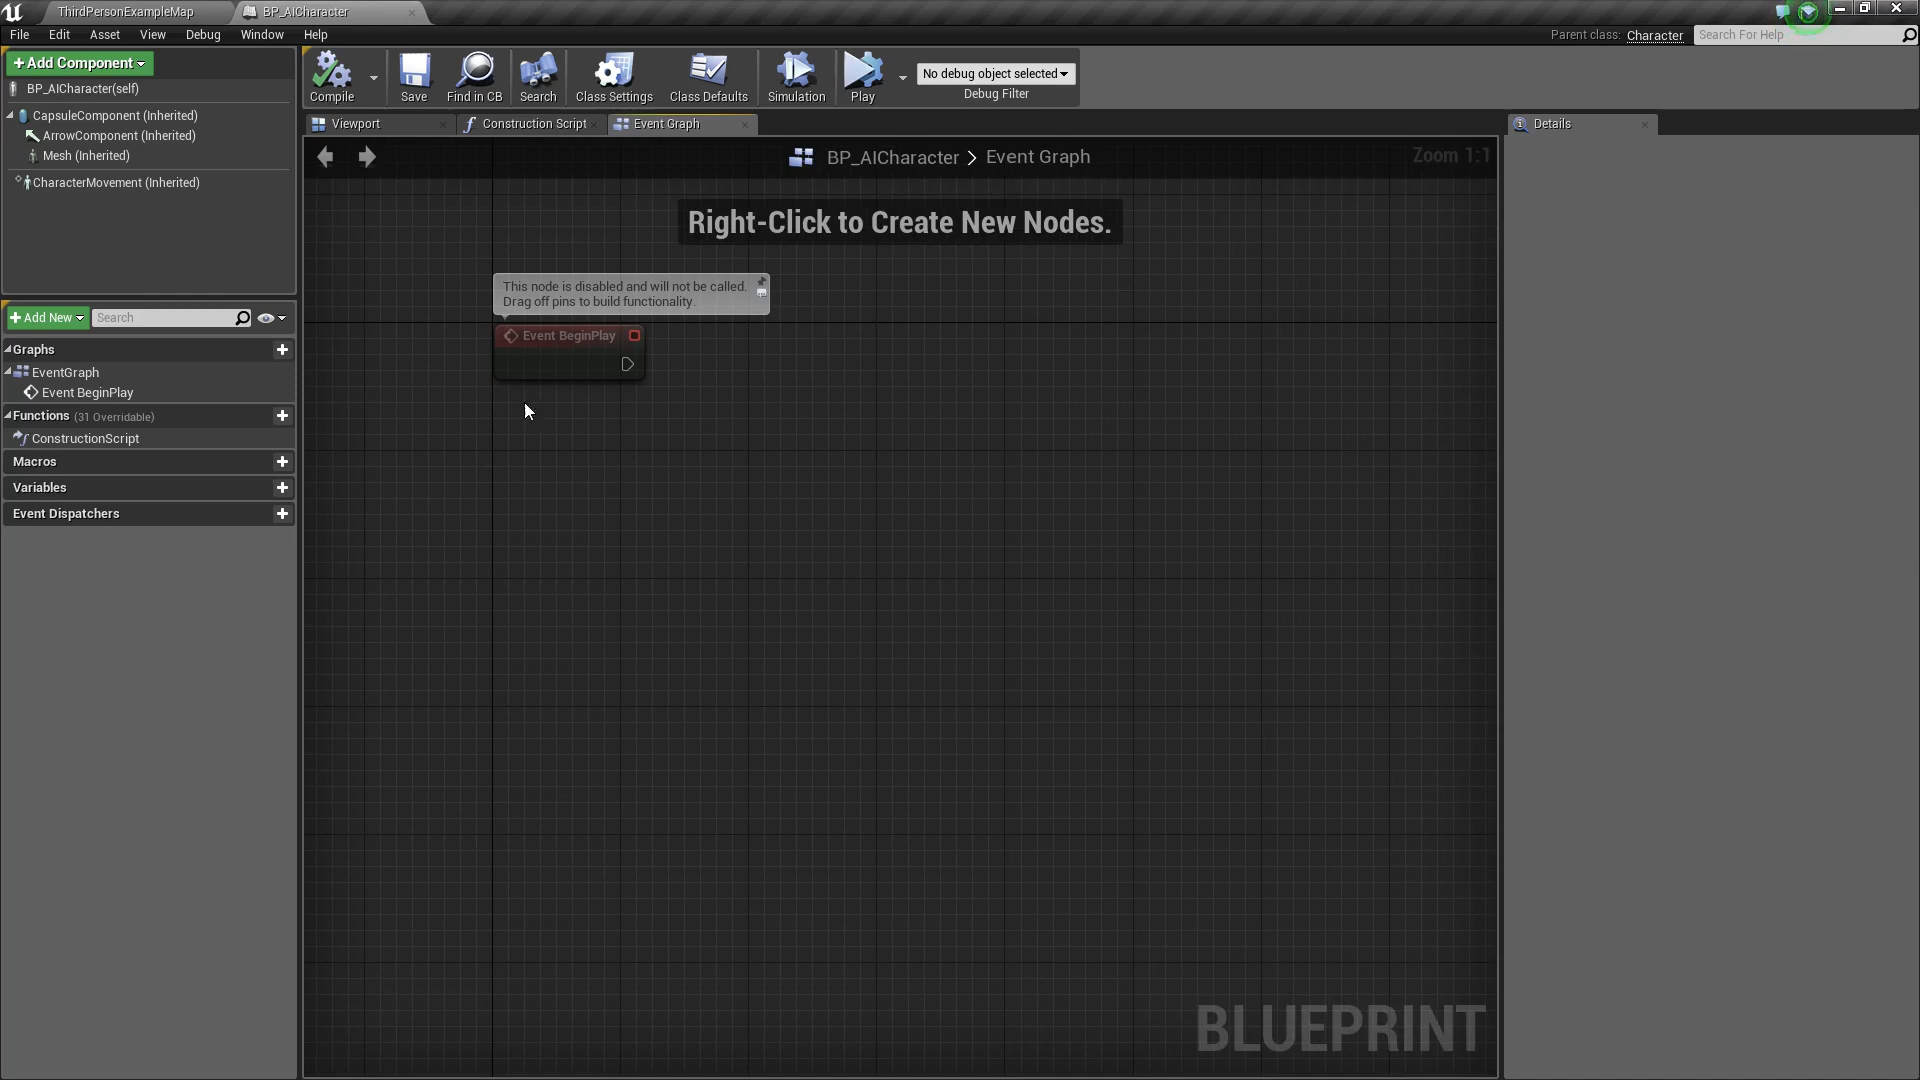 ThirdPersonExampleMap
BP_AICharacter
File Edit Asset View Debug Window Help
Parent class: Character
Search For Help
Add Component
BP_AICharacter(self)
CapsuleComponent (Inherited)
ArrowComponent (Inherited)
Mesh (Inherited)
CharacterMovement (Inherited)
Compile
Save
Find in CB
Search
Class Settings
Class Defaults
Simulation
Play
No debug object selected
Debug Filter
Viewport
Construction Script
Event Graph
Details
BP_AICharacter > Event Graph
Zoom 1:1
Right-Click to Create New Nodes.
This node is disabled and will not be called.
Drag off pins to build functionality.
Event BeginPlay
Add New
Search
Graphs
EventGraph
Event BeginPlay
Functions (31 Overridable)
ConstructionScript
Macros
Variables
Event Dispatchers
BLUEPRINT